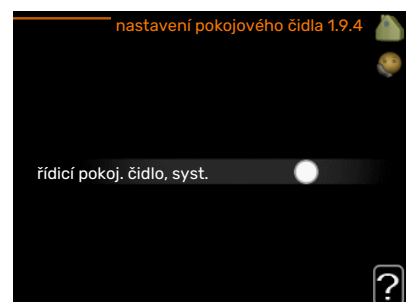 nastavení pokojového čidla 1.9.4
řídicí pokoj. čidlo, syst.
?